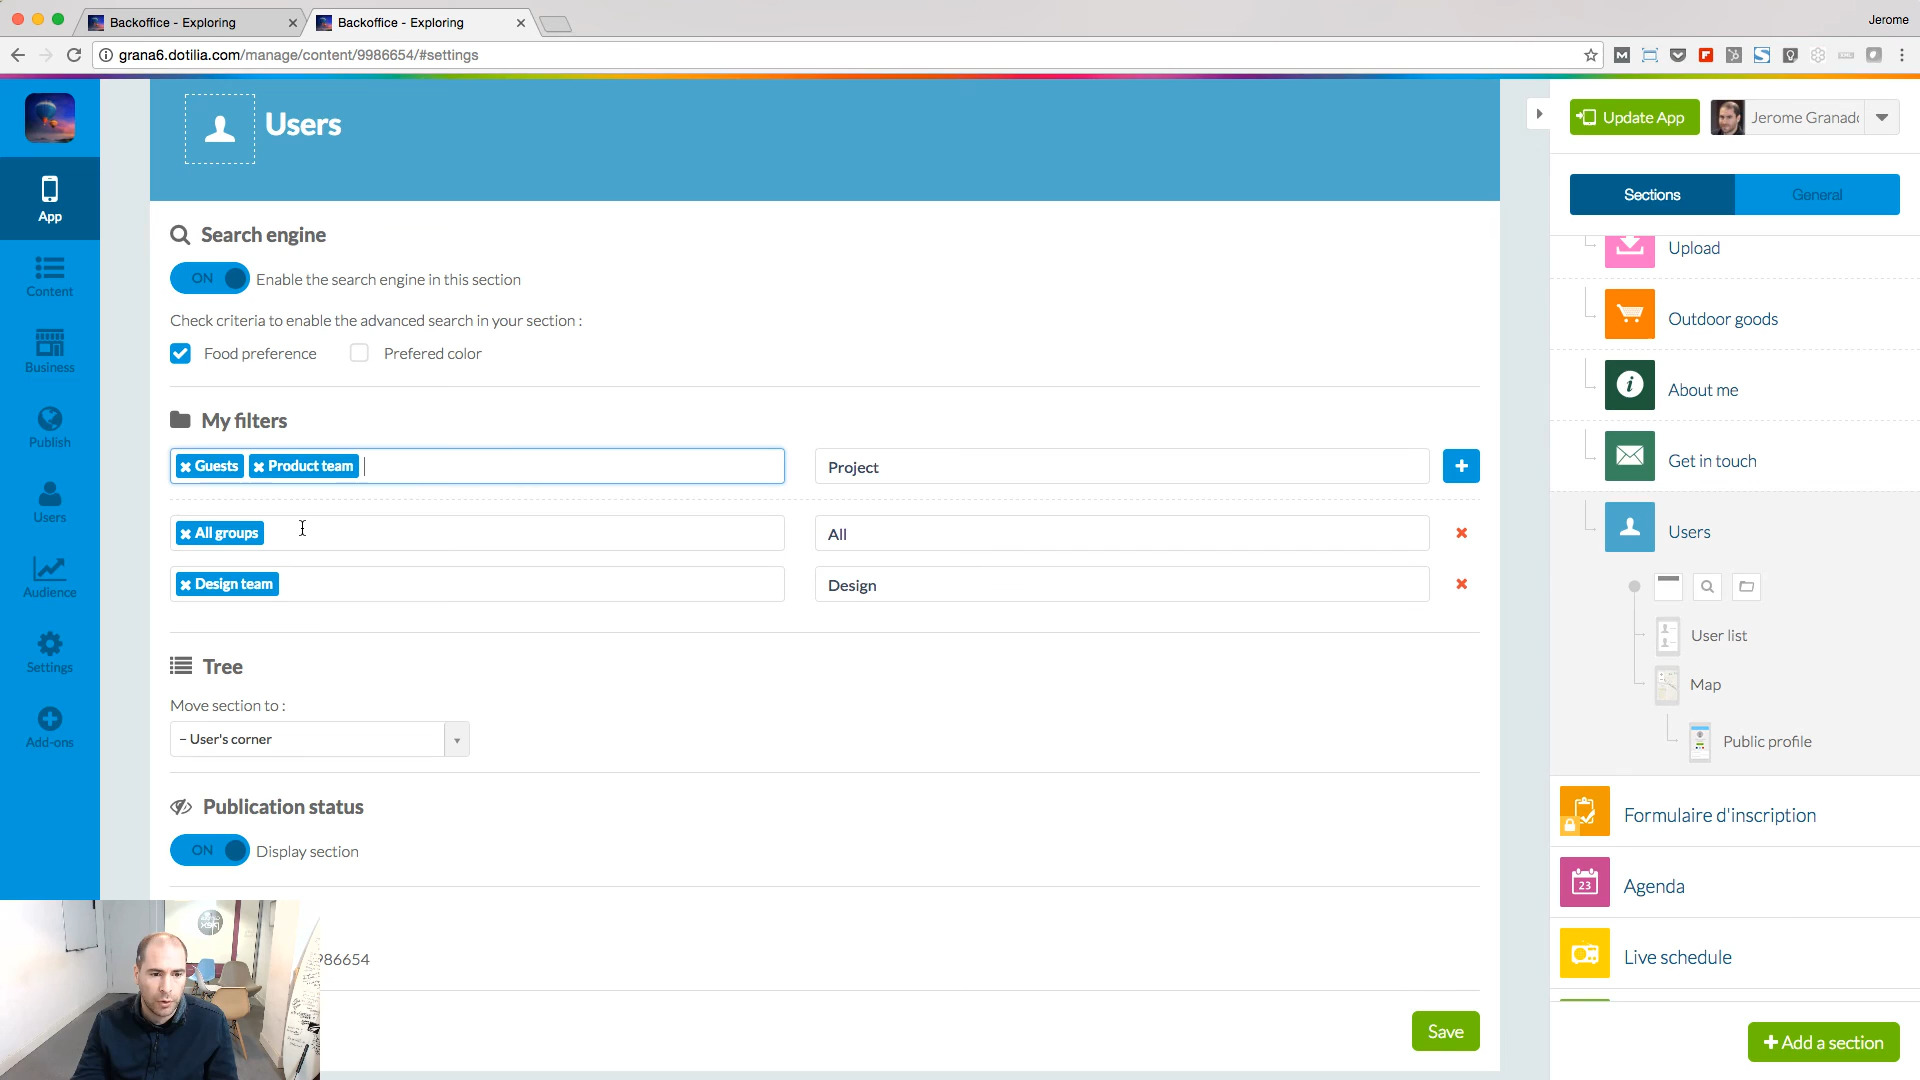 Backoffice - Exploring
Backoffice - Exploring
Jerome
grana6.dotilia.com/manage/content/9986654/#settings
App
Content
Business
Publish
Users
Audience
Settings
Add-ons
Users
Search engine
ON Enable the search engine in this section
Check criteria to enable the advanced search in your section :
Food preference Prefered color
My filters
Guests Product team Project
All groups All
Design team Design
Tree
Move section to :
– User's corner
Publication status
ON Display section
986654
Save
Update App Jerome Granad
Sections General
Upload
Outdoor goods
About me
Get in touch
Users
User list
Map
Public profile
Formulaire d'inscription
23 Agenda
Live schedule
+ Add a section